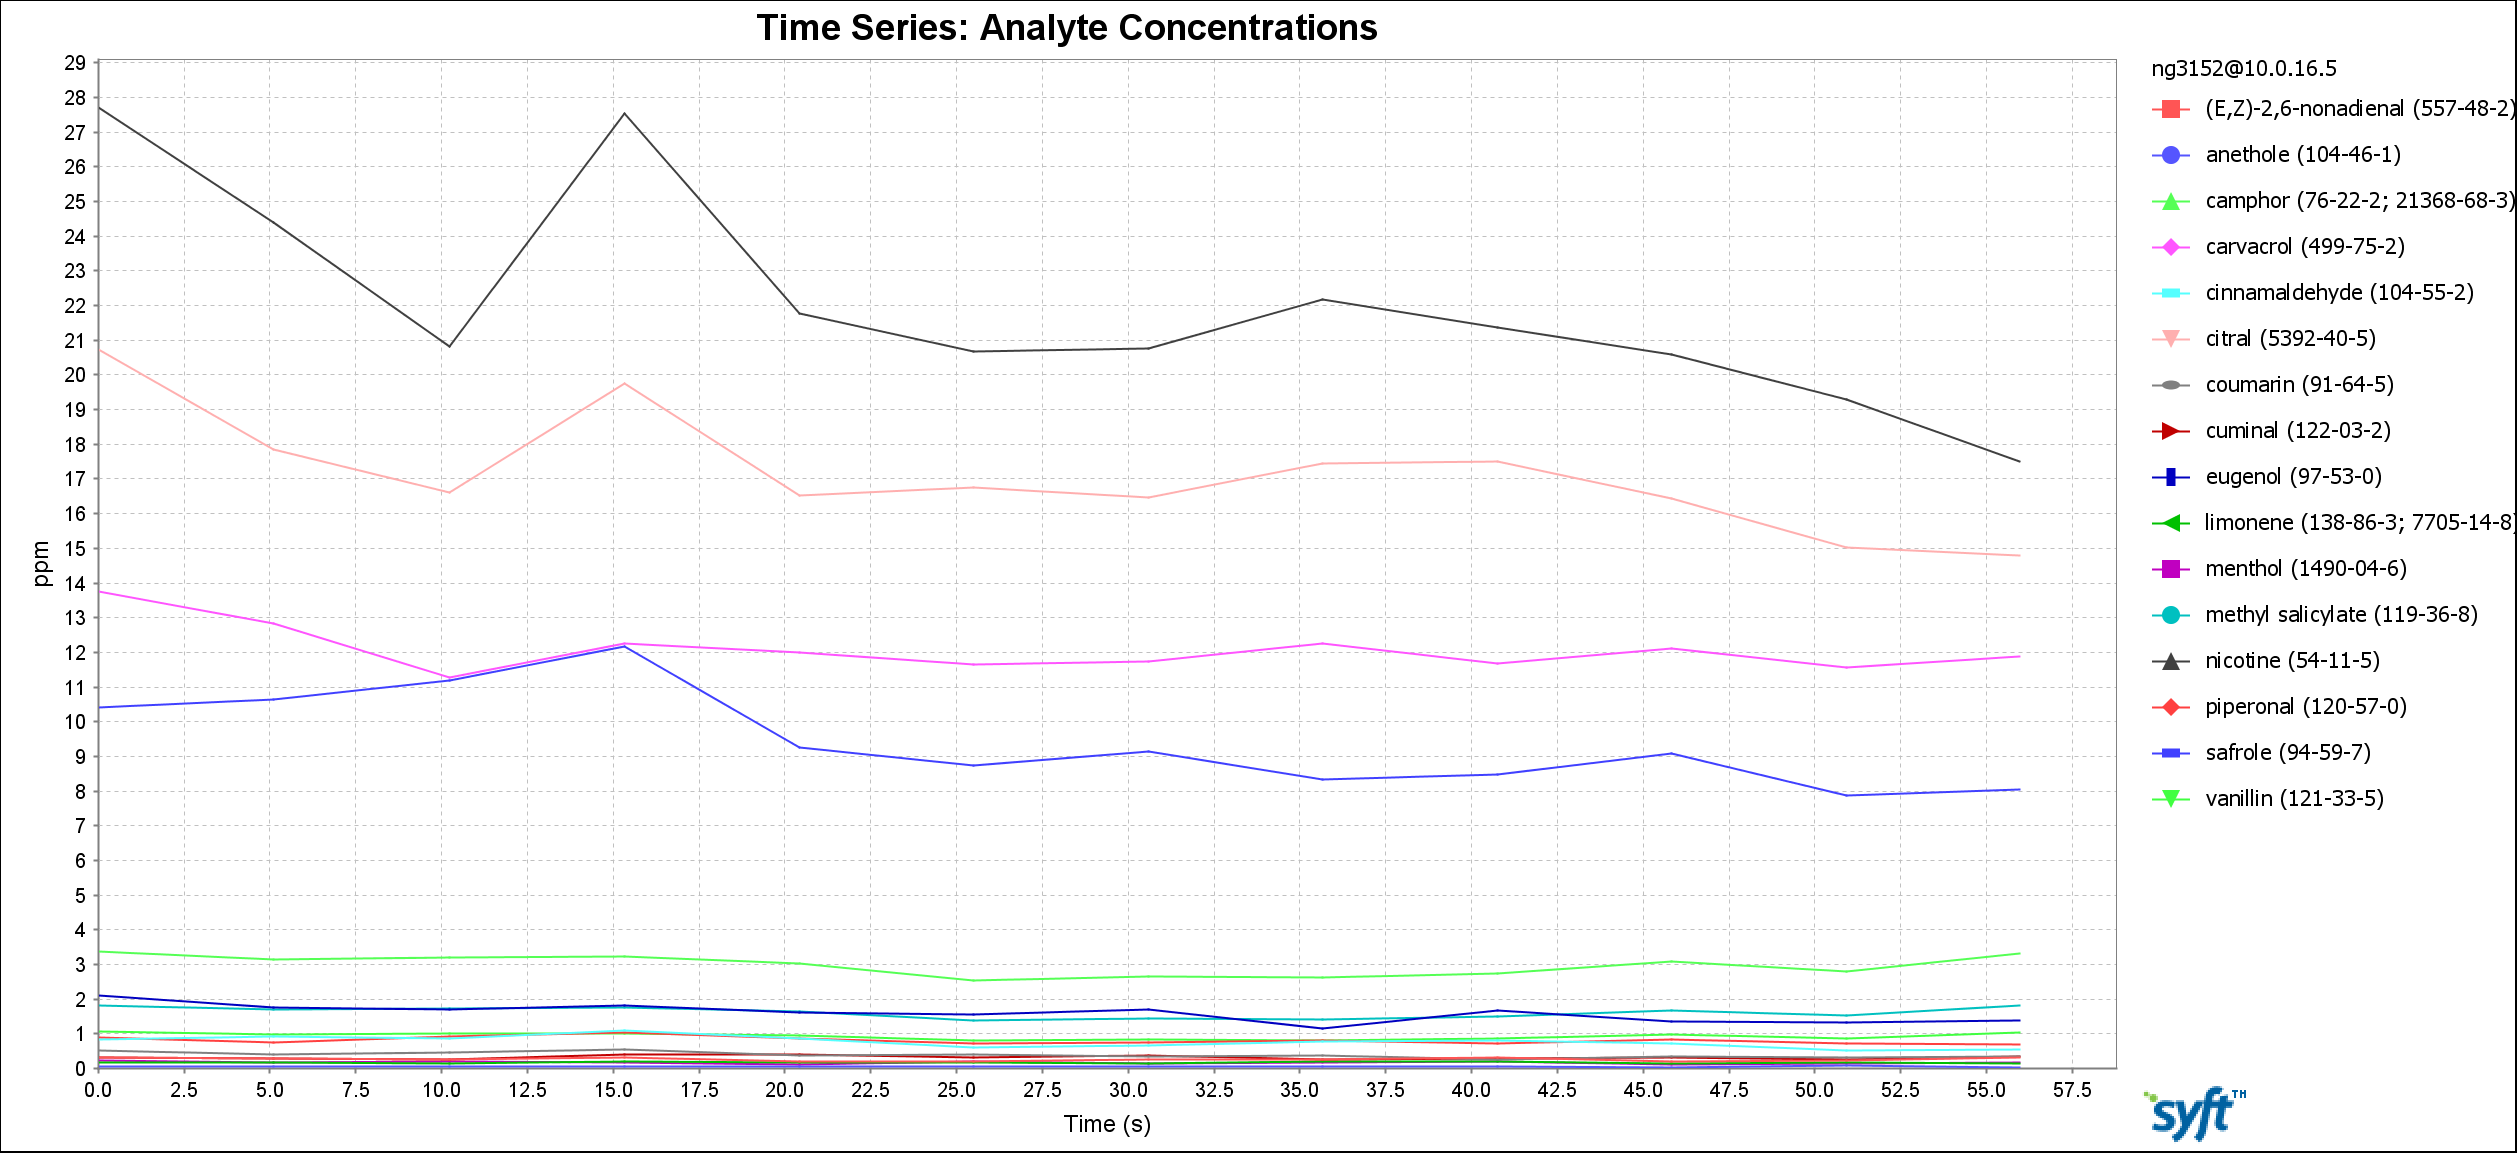 Time Series: Analyte Concentrations
ng3152@10.0.16.5
(E,Z)-2,6-nonadienal (557-48-2)
anethole (104-46-1)
camphor (76-22-2; 21368-68-3)
carvacrol (499-75-2)
cinnamaldehyde (104-55-2)
citral (5392-40-5)
coumarin (91-64-5)
cuminal (122-03-2)
eugenol (97-53-0)
limonene (138-86-3; 7705-14-8)
menthol (1490-04-6)
methyl salicylate (119-36-8)
nicotine (54-11-5)
piperonal (120-57-0)
safrole (94-59-7)
vanillin (121-33-5)
ppm
29
28
27
26
25
24
23
22
21
20
19
18
17
16
15
14
13
12
11
10
9
8
7
6
5
4
3
2
1
0
0.0 2.5 5.0 7.5 10.0 12.5 15.0 17.5 20.0 22.5 25.0 27.5 30.0 32.5 35.0 37.5 40.0 42.5 45.0 47.5 50.0 52.5 55.0 57.5
Time (s)
syft™